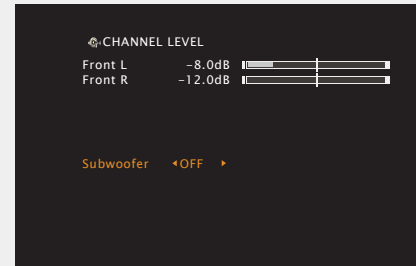 CHANNEL LEVEL
Front L -8.0dB
Front R -12.0dB
Subwoofer OFF